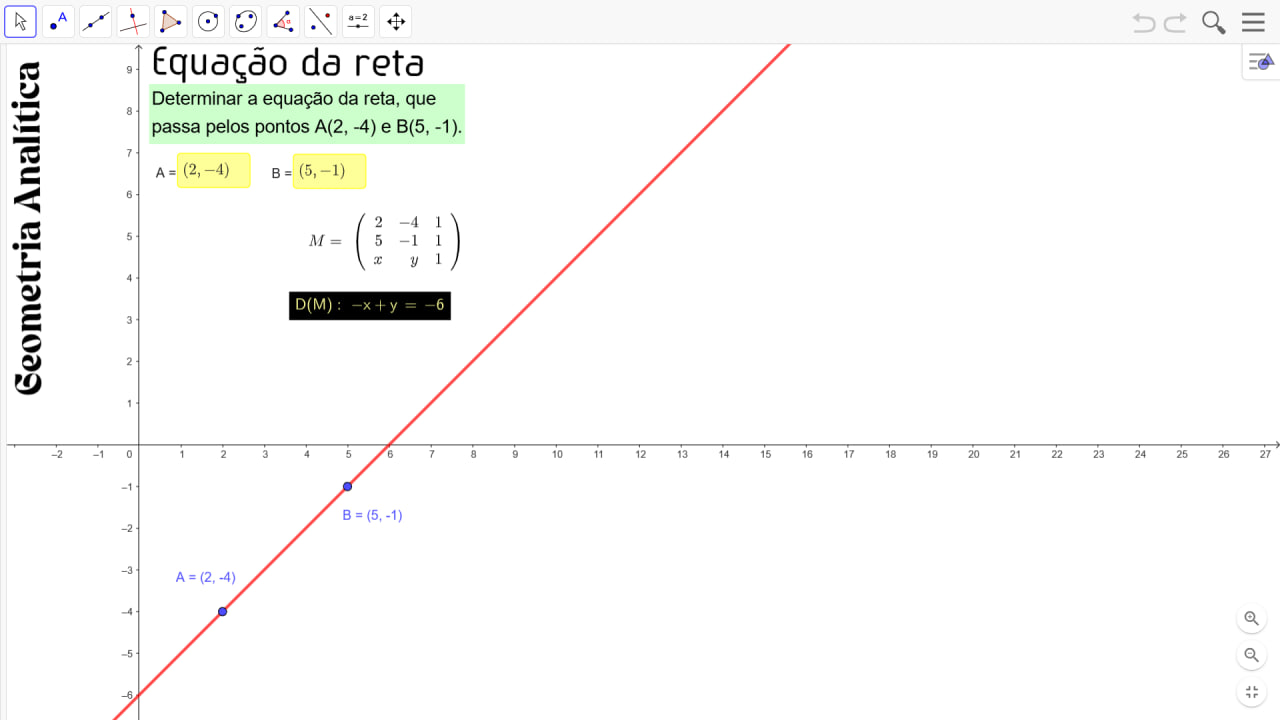 A
a=2
Geometria Analítica
Equação da reta
Determinar a equação da reta, que
passa pelos pontos A(2, -4) e B(5, -1).
A = (2, −4) B = (5, −1)
M = ( 2 −4 1
5 −1 1
x y 1 )
D(M) : −x + y = −6
9
8
7
6
5
4
3
2
1
−2 −1 0 1 2 3 4 5 6 7 8 9 10 11 12 13 14 15 16 17 18 19 20 21 22 23 24 25 26 27
−1
B = (5, -1)
−2
−3
A = (2, -4)
−4
−5
−6